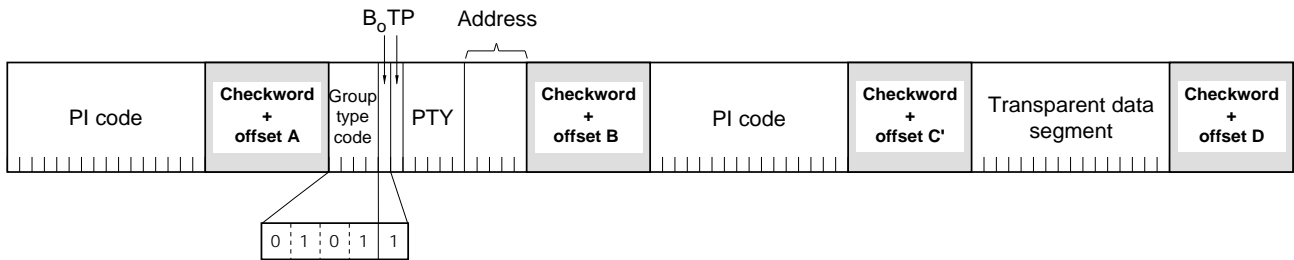 B0TP
Address
PI code
Checkword
+
offset A
Group
type
code
PTY
Checkword
+
offset B
PI code
Checkword
+
offset C'
Transparent data
segment
Checkword
+
offset D
0 1 0 1 1